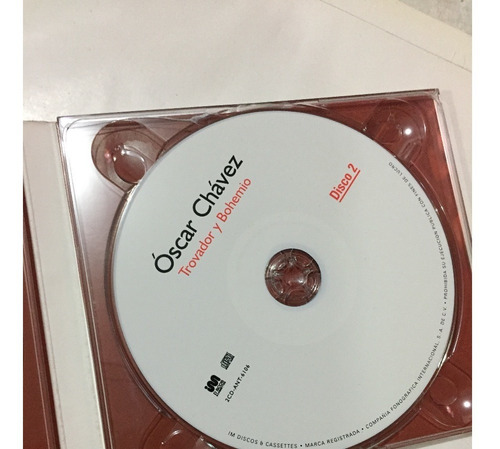 Óscar Chávez
Trovador y Bohemio
Disco 2
2CD-ANT-6106
IM DISCOS & CASSETTES • MARCA REGISTRADA • COMPAÑIA FONOGRAFICA INTERNACIONAL, S. A. DE C. V. • PROHIBIDA SU EJECUCION PUBLICA CON FINES DE LUCRO